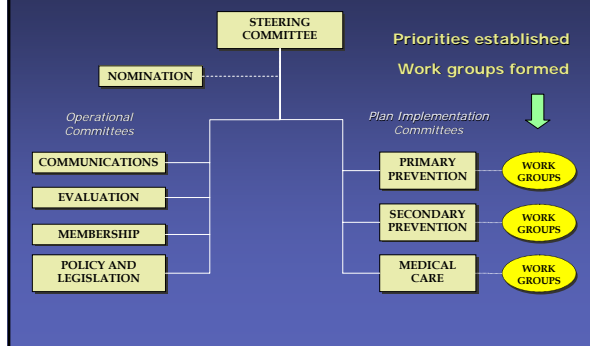 STEERING
COMMITTEE
Priorities established
Work groups formed
NOMINATION
Operational
Committees
COMMUNICATIONS
EVALUATION
MEMBERSHIP
POLICY AND
LEGISLATION
Plan Implementation
Committees
PRIMARY
PREVENTION
WORK
GROUPS
SECONDARY
PREVENTION
WORK
GROUPS
MEDICAL
CARE
WORK
GROUPS